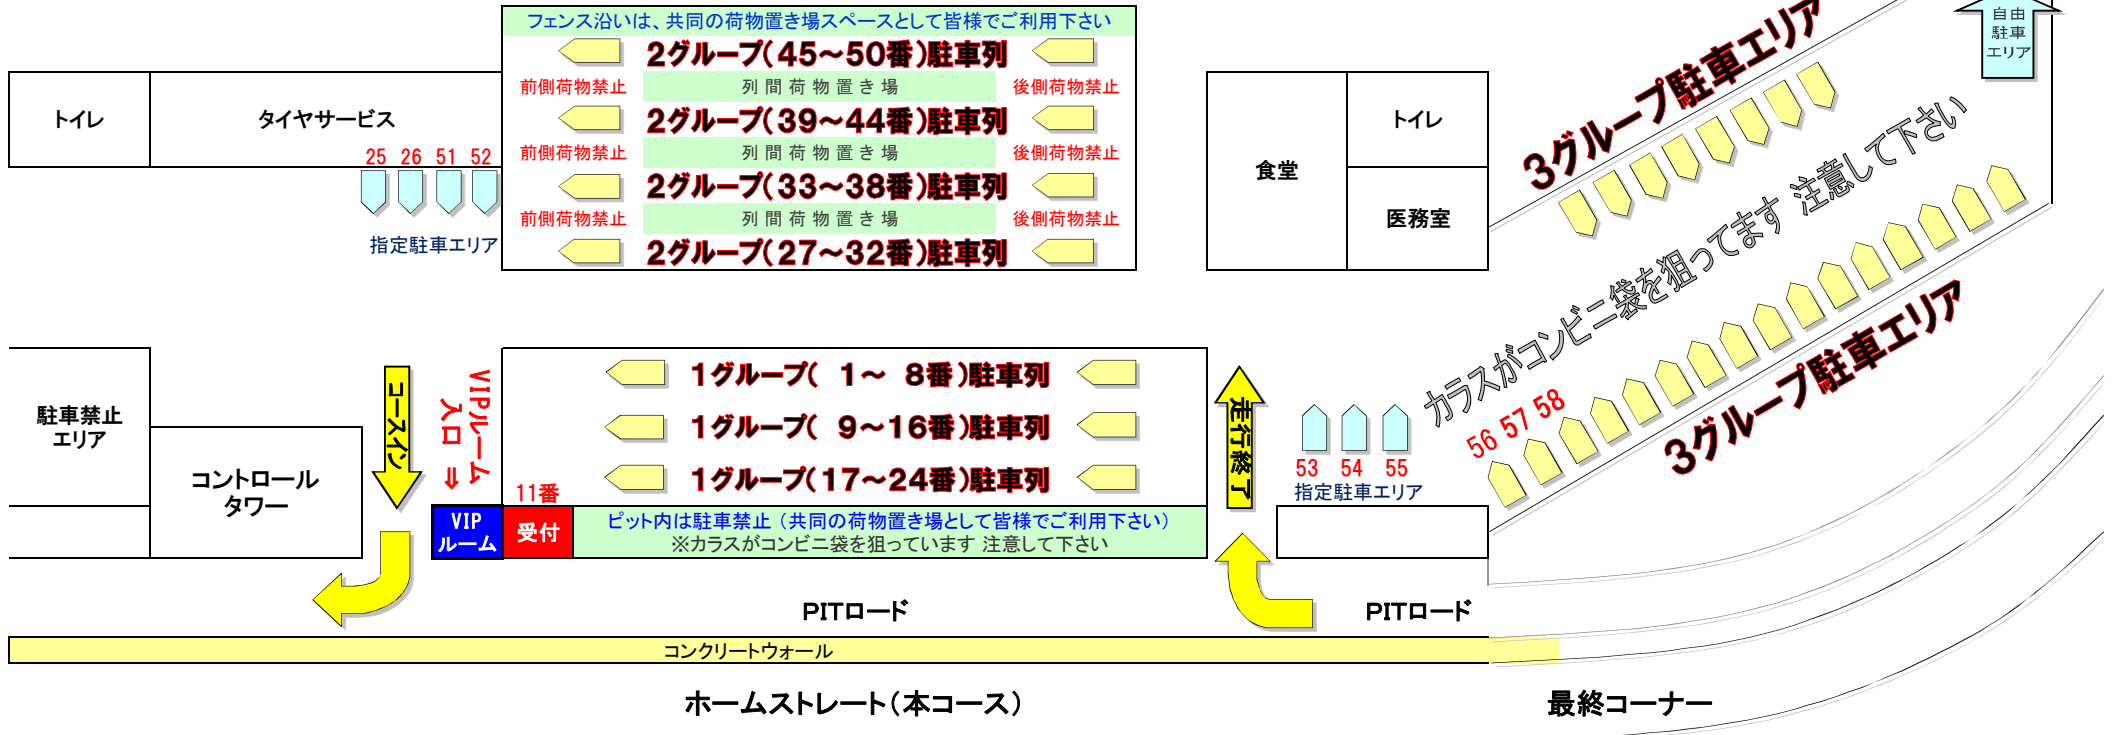 フェンス沿いは、共同の荷物置き場スペースとして皆様でご利用下さい
2グループ(45～50番)駐車列
前側荷物禁止 列間荷物置き場 後側荷物禁止
2グループ(39～44番)駐車列
前側荷物禁止 列間荷物置き場 後側荷物禁止
2グループ(33～38番)駐車列
前側荷物禁止 列間荷物置き場 後側荷物禁止
2グループ(27～32番)駐車列
トイレ
タイヤサービス
25 26 51 52
指定駐車エリア
食堂
トイレ
医務室
自由
駐車
エリア
3グループ駐車エリア
カラスがコンビニ袋を狙ってます 注意して下さい
3グループ駐車エリア
56 57 58
53 54 55
指定駐車エリア
駐車禁止
エリア
コントロール
タワー
コースイン
VIPルーム
入口 ⇒
VIP
ルーム
11番
受付
1グループ( 1～ 8番)駐車列
1グループ( 9～16番)駐車列
1グループ(17～24番)駐車列
ピット内は駐車禁止(共同の荷物置き場として皆様でご利用下さい)
※カラスがコンビニ袋を狙っています 注意して下さい
走行終了
PITロード
PITロード
コンクリートウォール
ホームストレート(本コース)
最終コーナー